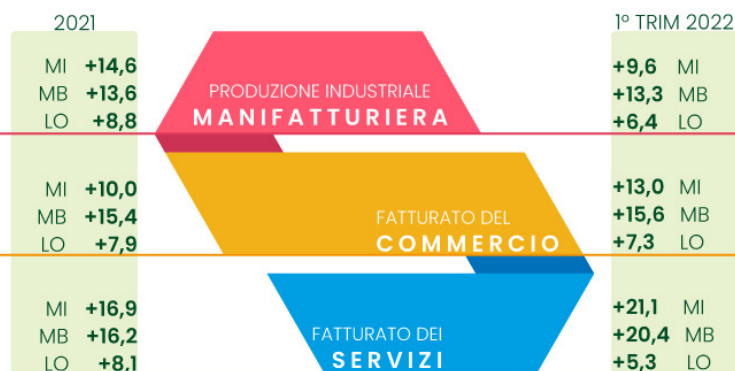 2021
1° TRIM 2022
MI +14,6
MB +13,6
LO +8,8
PRODUZIONE INDUSTRIALE
MANIFATTURIERA
+9,6 MI
+13,3 MB
+6,4 LO
MI +10,0
MB +15,4
LO +7,9
FATTURATO DEL
COMMERCIO
+13,0 MI
+15,6 MB
+7,3 LO
MI +16,9
MB +16,2
LO +8,1
FATTURATO DEI
SERVIZI
+21,1 MI
+20,4 MB
+5,3 LO